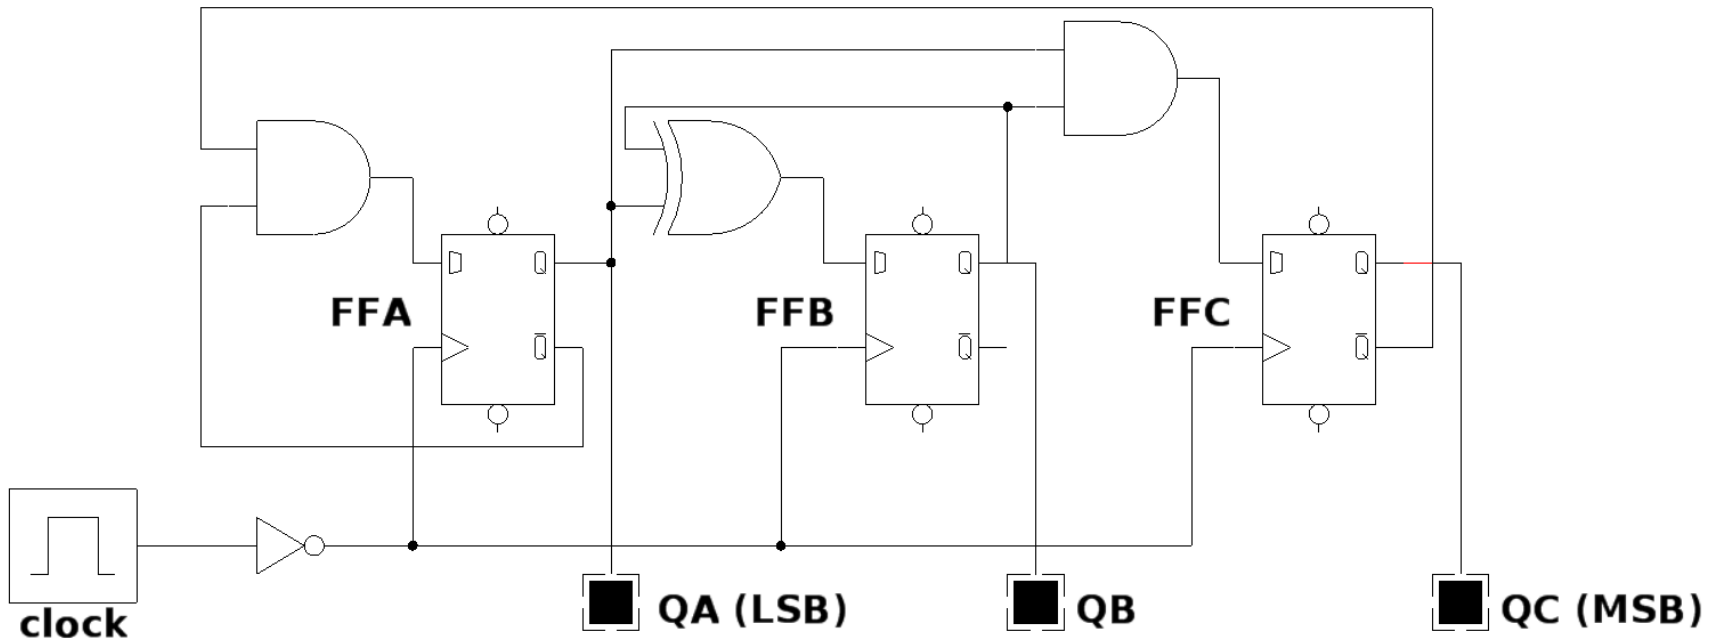 D Q
D Q
D Q
FFA
FFB
FFC
Q
Q
Q
clock
QA (LSB)
QB
QC (MSB)